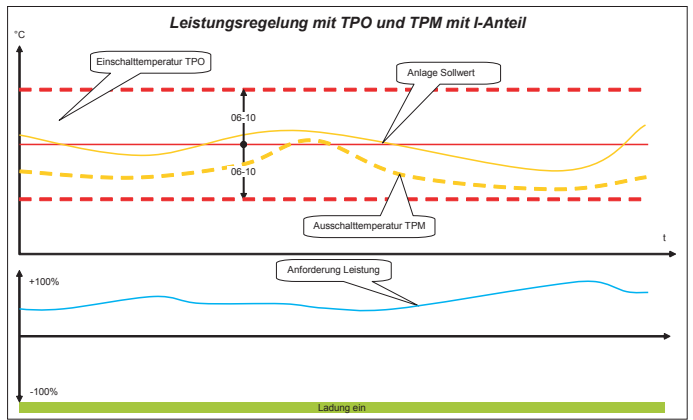 Leistungsregelung mit TPO und TPM mit I-Anteil
°C
Einschalttemperatur TPO
Anlage Sollwert
06-10
06-10
Ausschalttemperatur TPM
t
+100%
Anforderung Leistung
-100%
Ladung ein